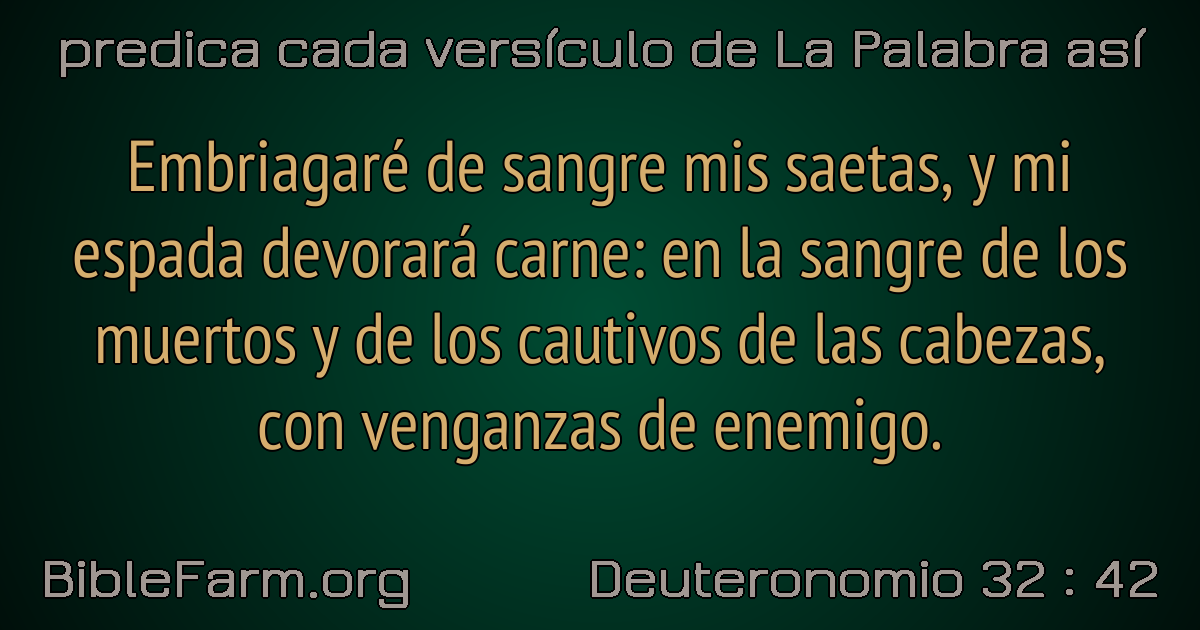 predica cada versículo de La Palabra así
Embriagaré de sangre mis saetas, y mi
espada devorará carne: en la sangre de los
muertos y de los cautivos de las cabezas,
con venganzas de enemigo.
BibleFarm.org
Deuteronomio 32 : 42